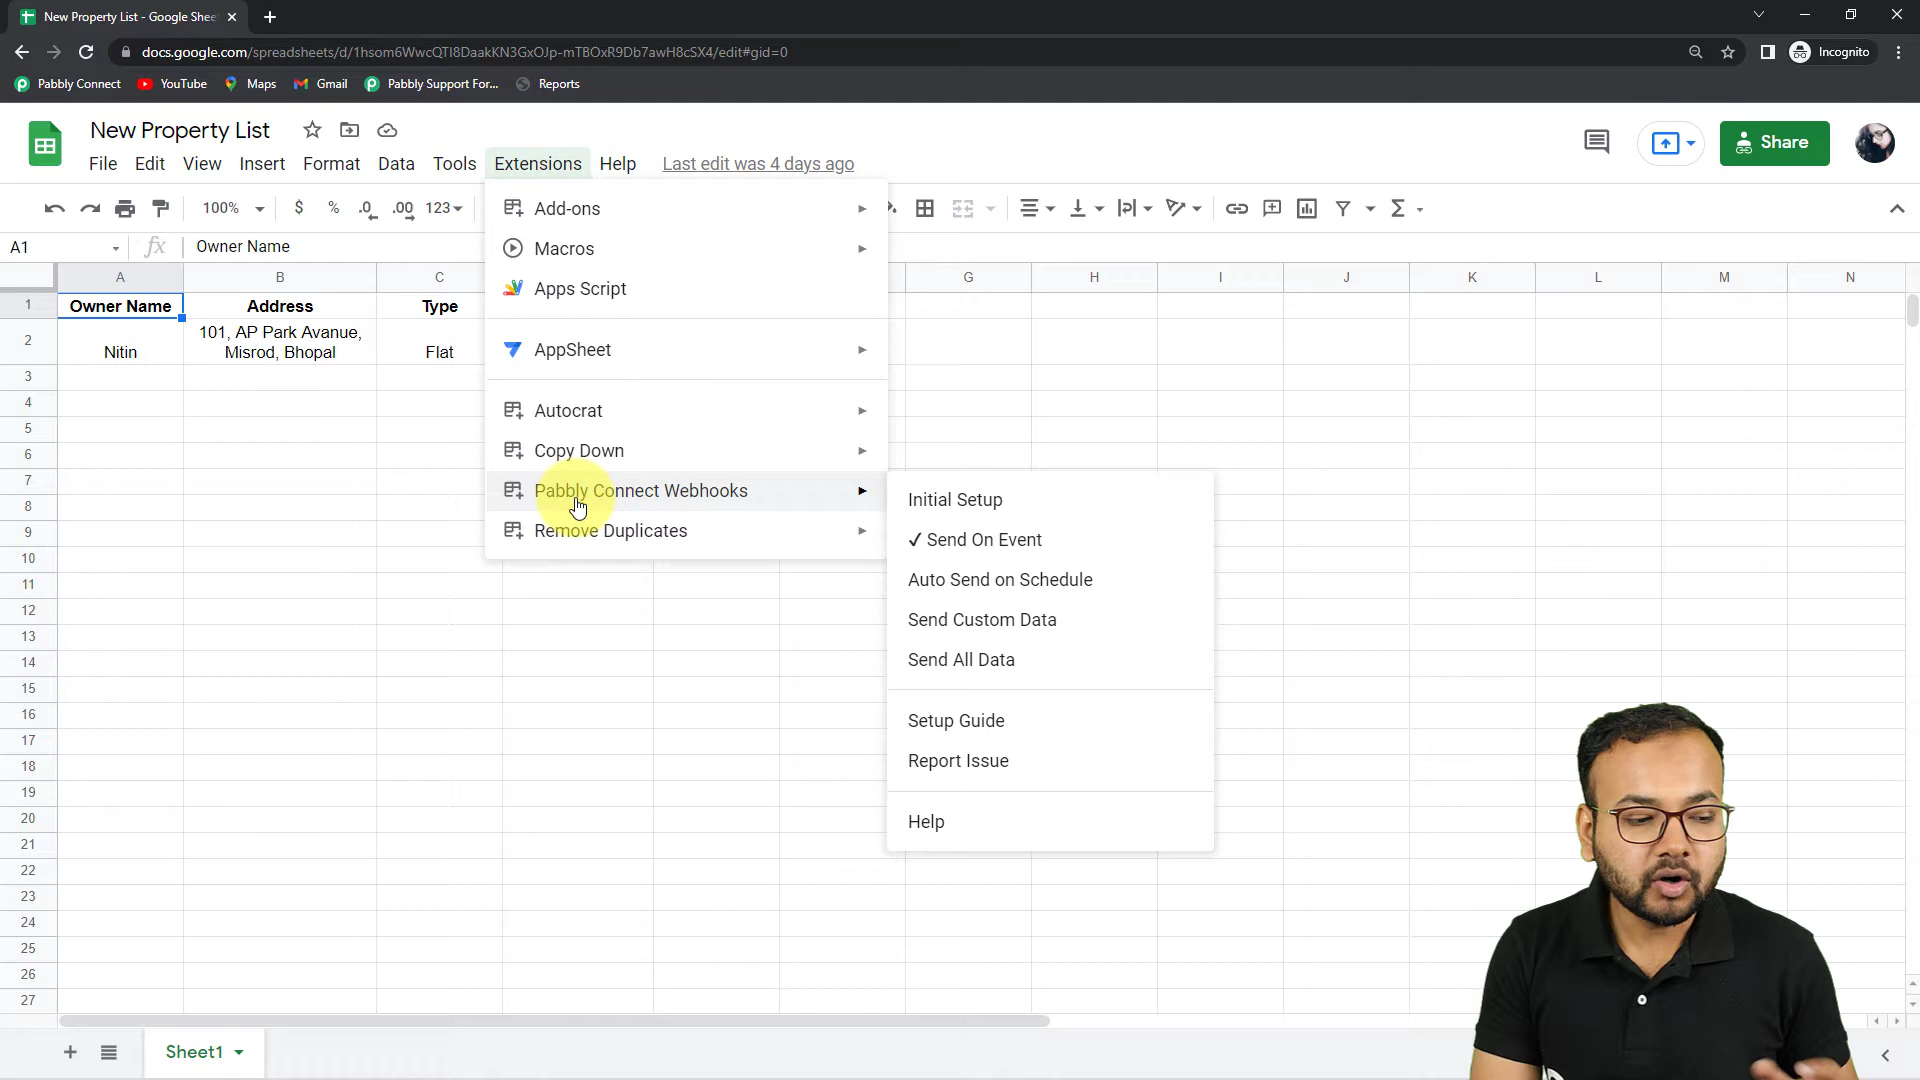 New Property List - Google Shee
docs.google.com/spreadsheets/d/1hsom6WwcQTI8DaakKN3GxOJp-mTBOxR9Db7awH8cSX4/edit#gid=0
Incognito
Pabbly Connect
YouTube
Maps
Gmail
Pabbly Support For...
Reports
New Property List
File Edit View Insert Format Data Tools Extensions Help Last edit was 4 days ago
Share
100% $ % .0 .00 123
A1 fx Owner Name
A B C G H I J K L M N
1 Owner Name Address Type
2 Nitin 101, AP Park Avanue, Misrod, Bhopal Flat
3
4
5
6
7
8
9
10
11
12
13
14
15
16
17
18
19
20
21
22
23
24
25
26
27
Add-ons
Macros
Apps Script
AppSheet
Autocrat
Copy Down
Pabbly Connect Webhooks
Remove Duplicates
Initial Setup
✓ Send On Event
Auto Send on Schedule
Send Custom Data
Send All Data
Setup Guide
Report Issue
Help
Sheet1